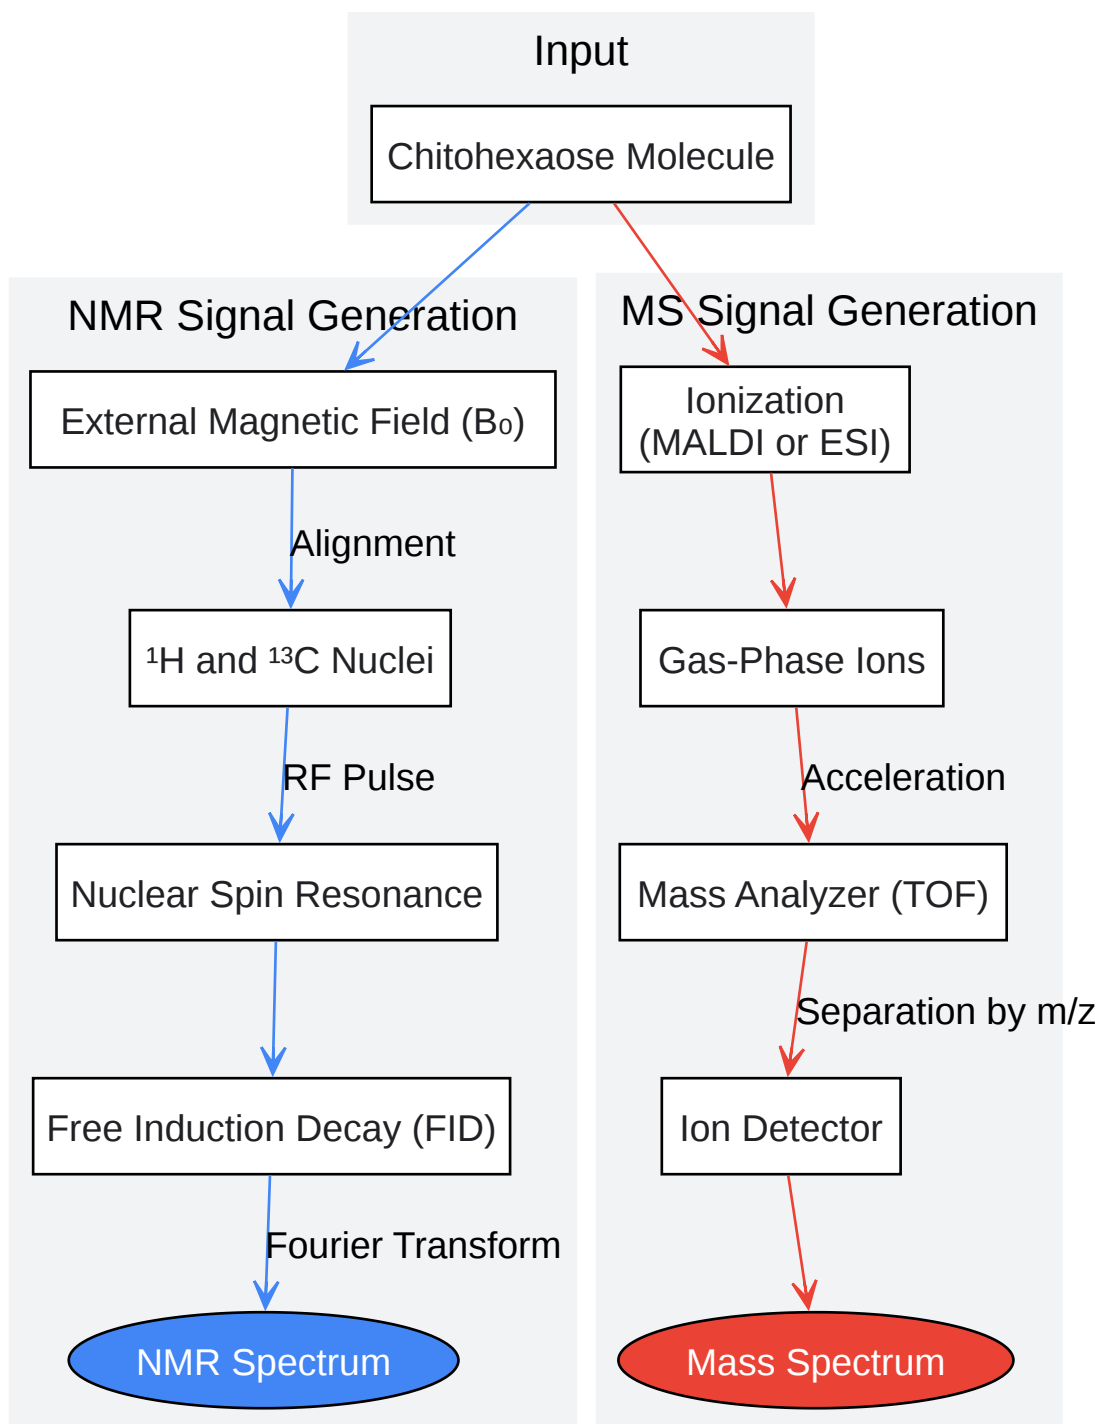 Input
Chitohexaose Molecule
NMR Signal Generation
External Magnetic Field (B₀)
Alignment
¹H and ¹³C Nuclei
RF Pulse
Nuclear Spin Resonance
Free Induction Decay (FID)
Fourier Transform
NMR Spectrum
MS Signal Generation
Ionization
(MALDI or ESI)
Gas-Phase Ions
Acceleration
Mass Analyzer (TOF)
Separation by m/z
Ion Detector
Mass Spectrum